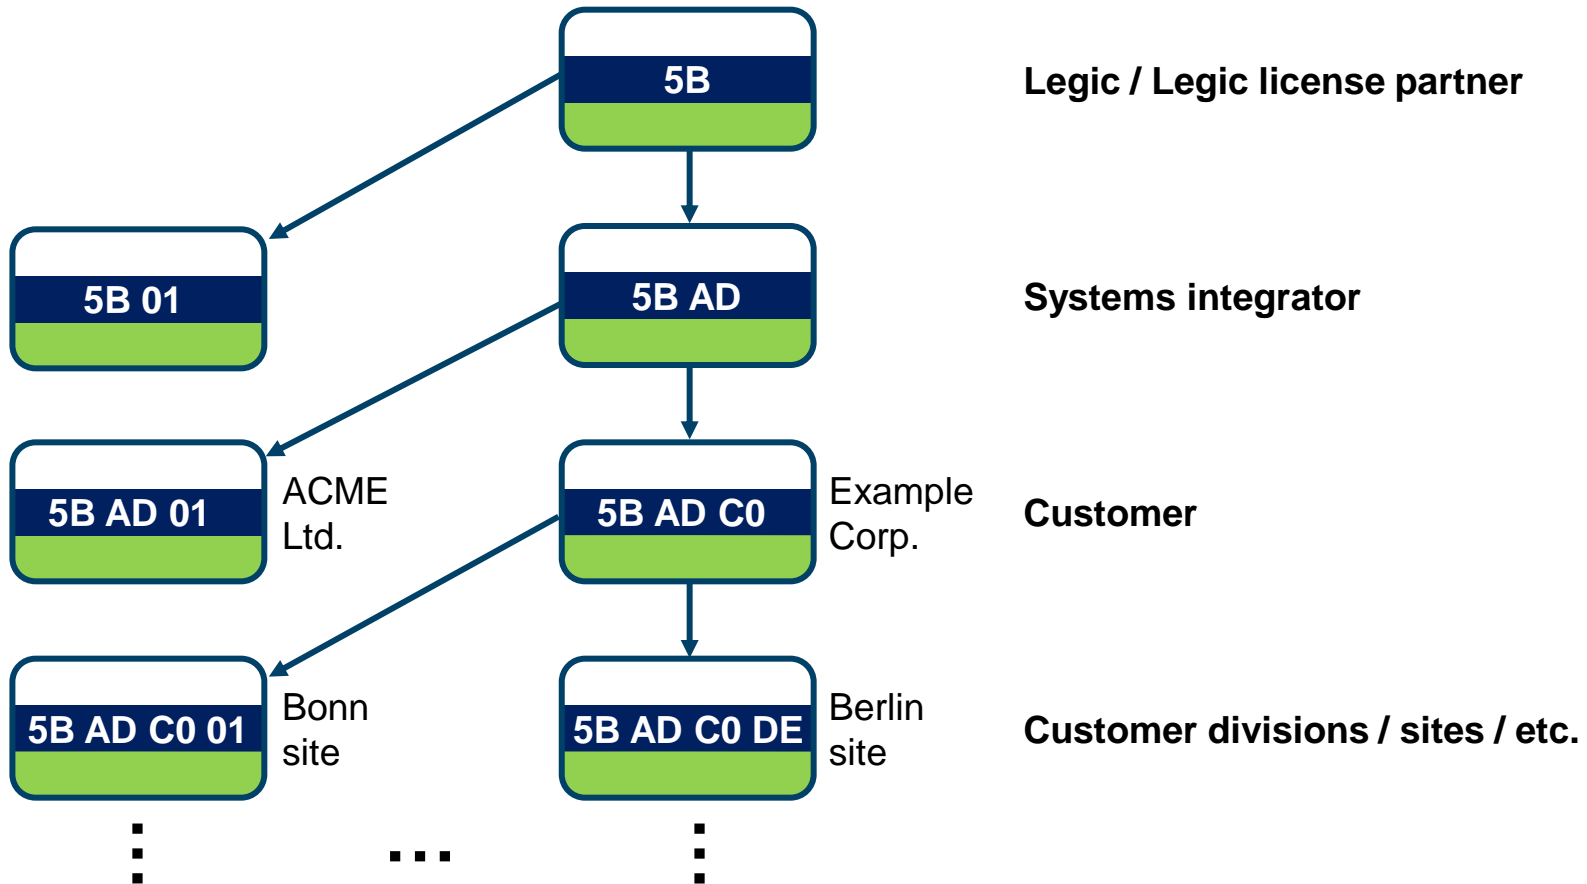 5B
Legic / Legic license partner
5B 01
5B AD
Systems integrator
5B AD 01
ACME
Ltd.
5B AD C0
Example
Corp.
Customer
5B AD C0 01
Bonn
site
5B AD C0 DE
Berlin
site
Customer divisions / sites / etc.
...